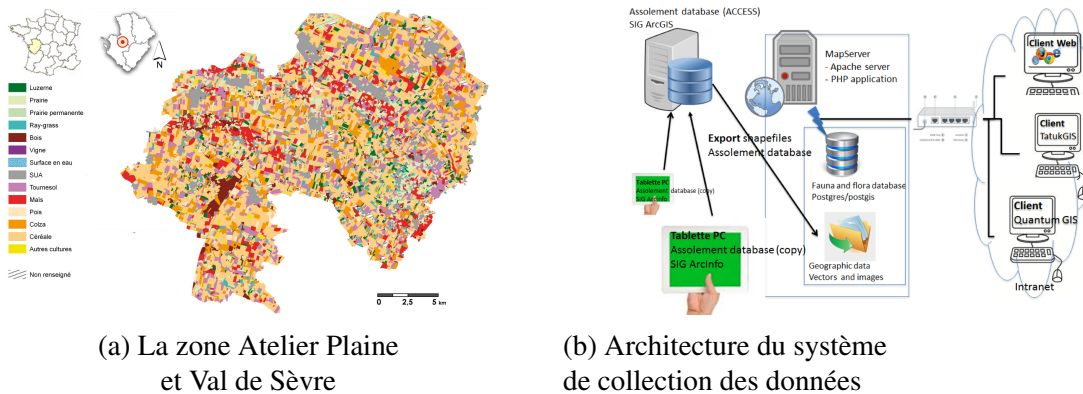 N
Luzerne
Prairie
Prairie permanente
Ray-grass
Bois
Vigne
Surface en eau
SUA
Tournesol
Maïs
Pois
Colza
Céréale
Autres cultures
Non renseigné
0 2,5 5 km
(a) La zone Atelier Plaine
et Val de Sèvre
Assolement database (ACCESS)
SIG ArcGIS
MapServer
- Apache server
- PHP application
Export shapefiles
Assolement database
Tablette PC
Assolement database (copy)
SIG ArcInfo
Tablette PC
Assolement database (copy)
SIG ArcInfo
Fauna and flora database
Postgres/postgis
Geographic data
Vectors and images
Client Web
Client
TatukGIS
Client
Quantum GIS
Intranet
(b) Architecture du système
de collection des données